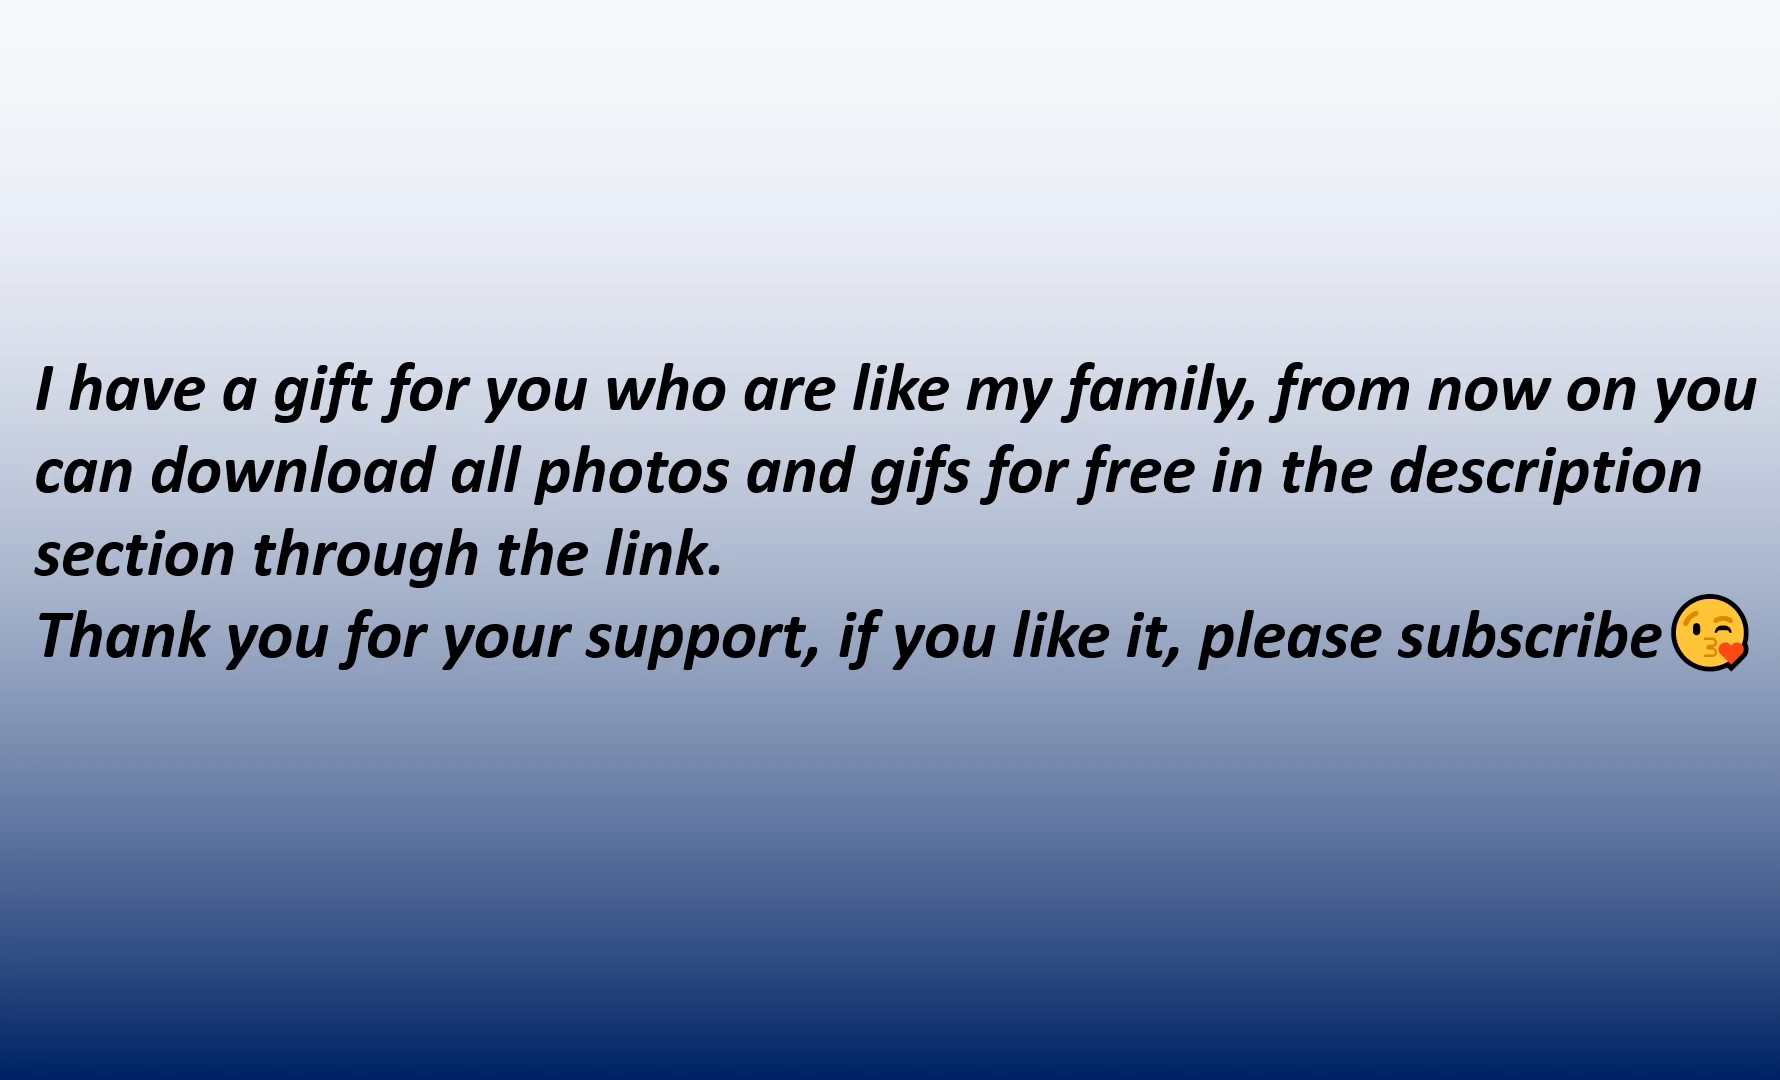 I have a gift for you who are like my family, from now on you
can download all photos and gifs for free in the description
section through the link.
Thank you for your support, if you like it, please subscribe😘